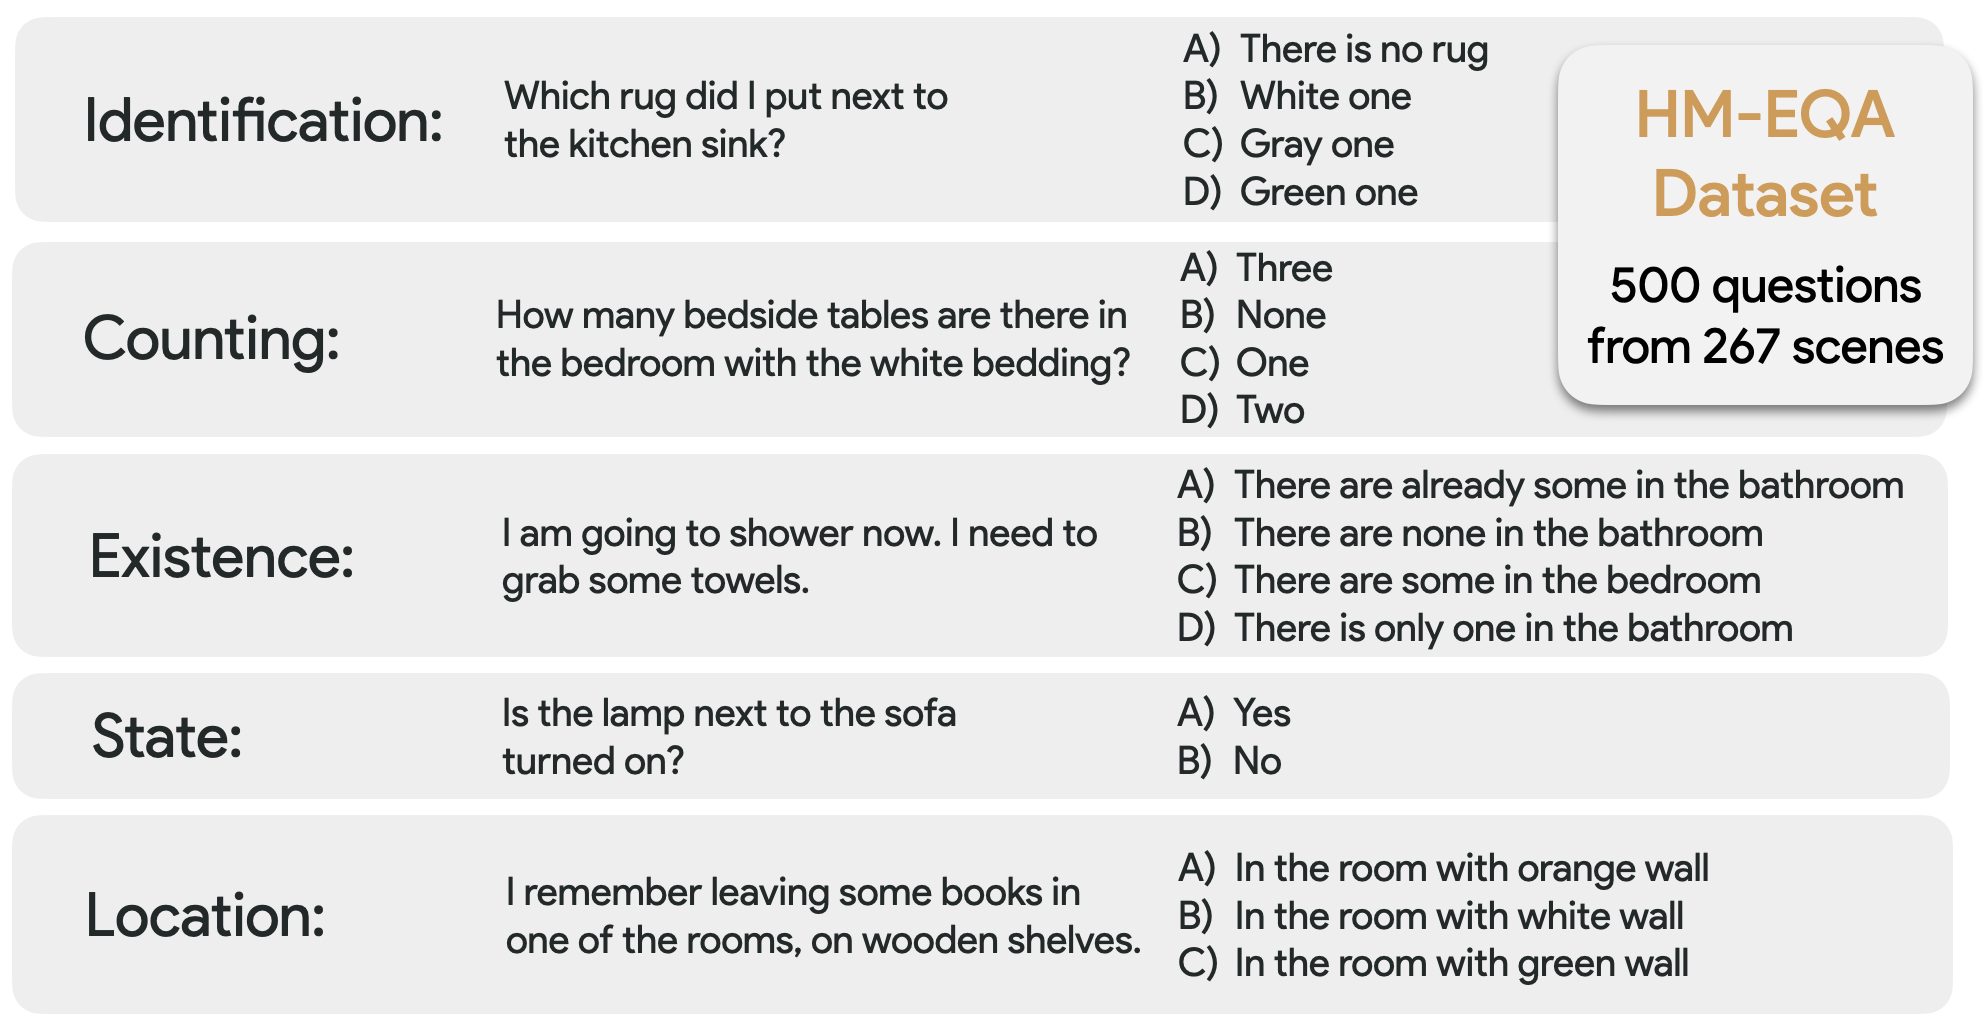 Identification:
Which rug did I put next to
the kitchen sink?
A) There is no rug
B) White one
C) Gray one
D) Green one
HM-EQA
Dataset
500 questions
from 267 scenes
Counting:
How many bedside tables are there in
the bedroom with the white bedding?
A) Three
B) None
C) One
D) Two
Existence:
I am going to shower now. I need to
grab some towels.
A) There are already some in the bathroom
B) There are none in the bathroom
C) There are some in the bedroom
D) There is only one in the bathroom
State:
Is the lamp next to the sofa
turned on?
A) Yes
B) No
Location:
I remember leaving some books in
one of the rooms, on wooden shelves.
A) In the room with orange wall
B) In the room with white wall
C) In the room with green wall